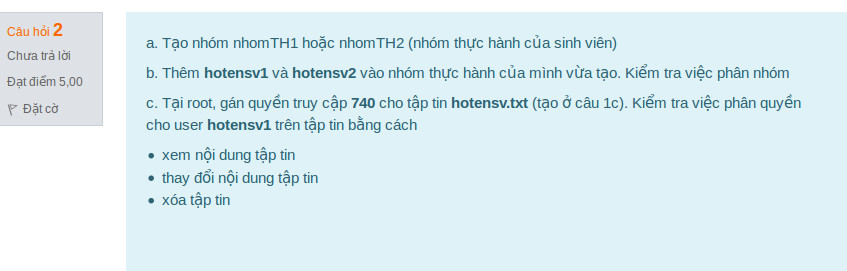 Câu hỏi 2
Chưa trả lời
Đạt điểm 5,00
Đặt cờ
a. Tạo nhóm nhomTH1 hoặc nhomTH2 (nhóm thực hành của sinh viên)
b. Thêm hotensv1 và hotensv2 vào nhóm thực hành của mình vừa tạo. Kiểm tra việc phân nhóm
c. Tại root, gán quyền truy cập 740 cho tập tin hotensv.txt (tạo ở câu 1c). Kiểm tra việc phân quyền
cho user hotensv1 trên tập tin bằng cách
• xem nội dung tập tin
• thay đổi nội dung tập tin
• xóa tập tin